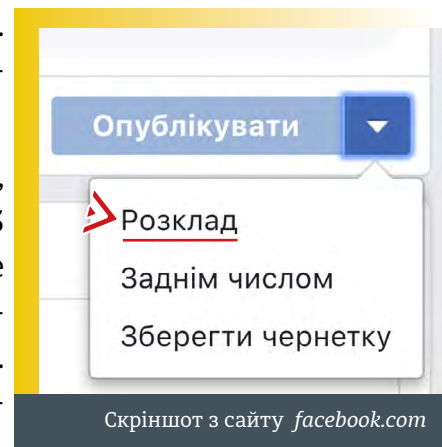 Опублікувати
Розклад
Заднім числом
Зберегти чернетку
Скріншот з сайту facebook.com